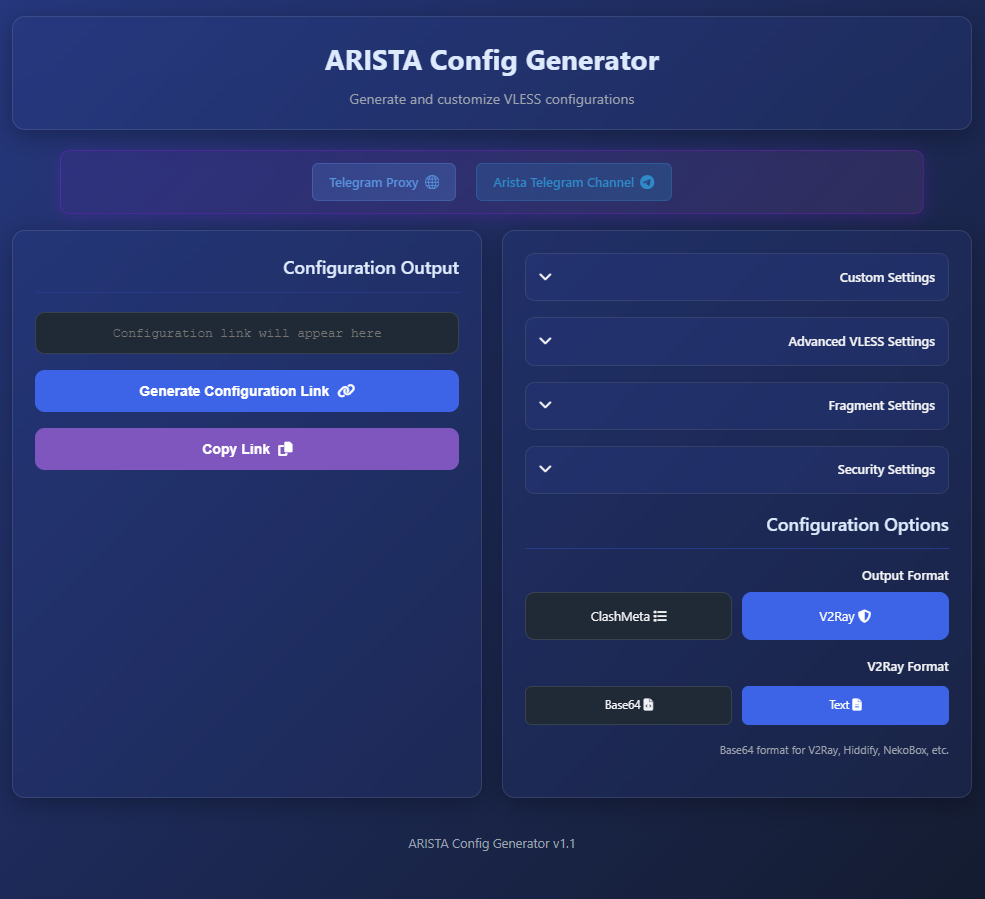 ARISTA Config Generator
Generate and customize VLESS configurations
Telegram Proxy
Arista Telegram Channel
Configuration Output
Configuration link will appear here
Generate Configuration Link
Copy Link
Custom Settings
Advanced VLESS Settings
Fragment Settings
Security Settings
Configuration Options
Output Format
ClashMeta
V2Ray
V2Ray Format
Base64
Text
Base64 format for V2Ray, Hiddify, NekoBox, etc.
ARISTA Config Generator v1.1